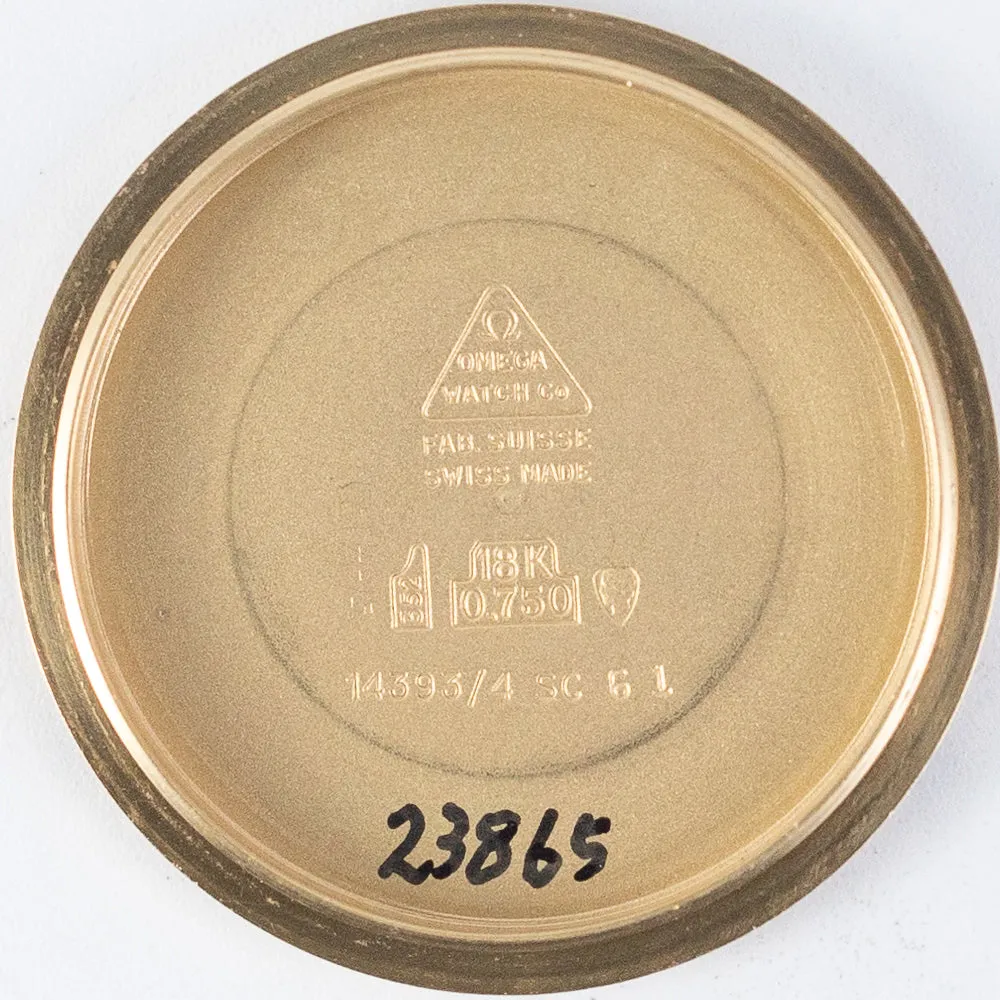 Ω
OMEGA
WATCH CO
FAB. SUISSE
SWISS MADE
18K
0.750
14393/4 SC 61
23865